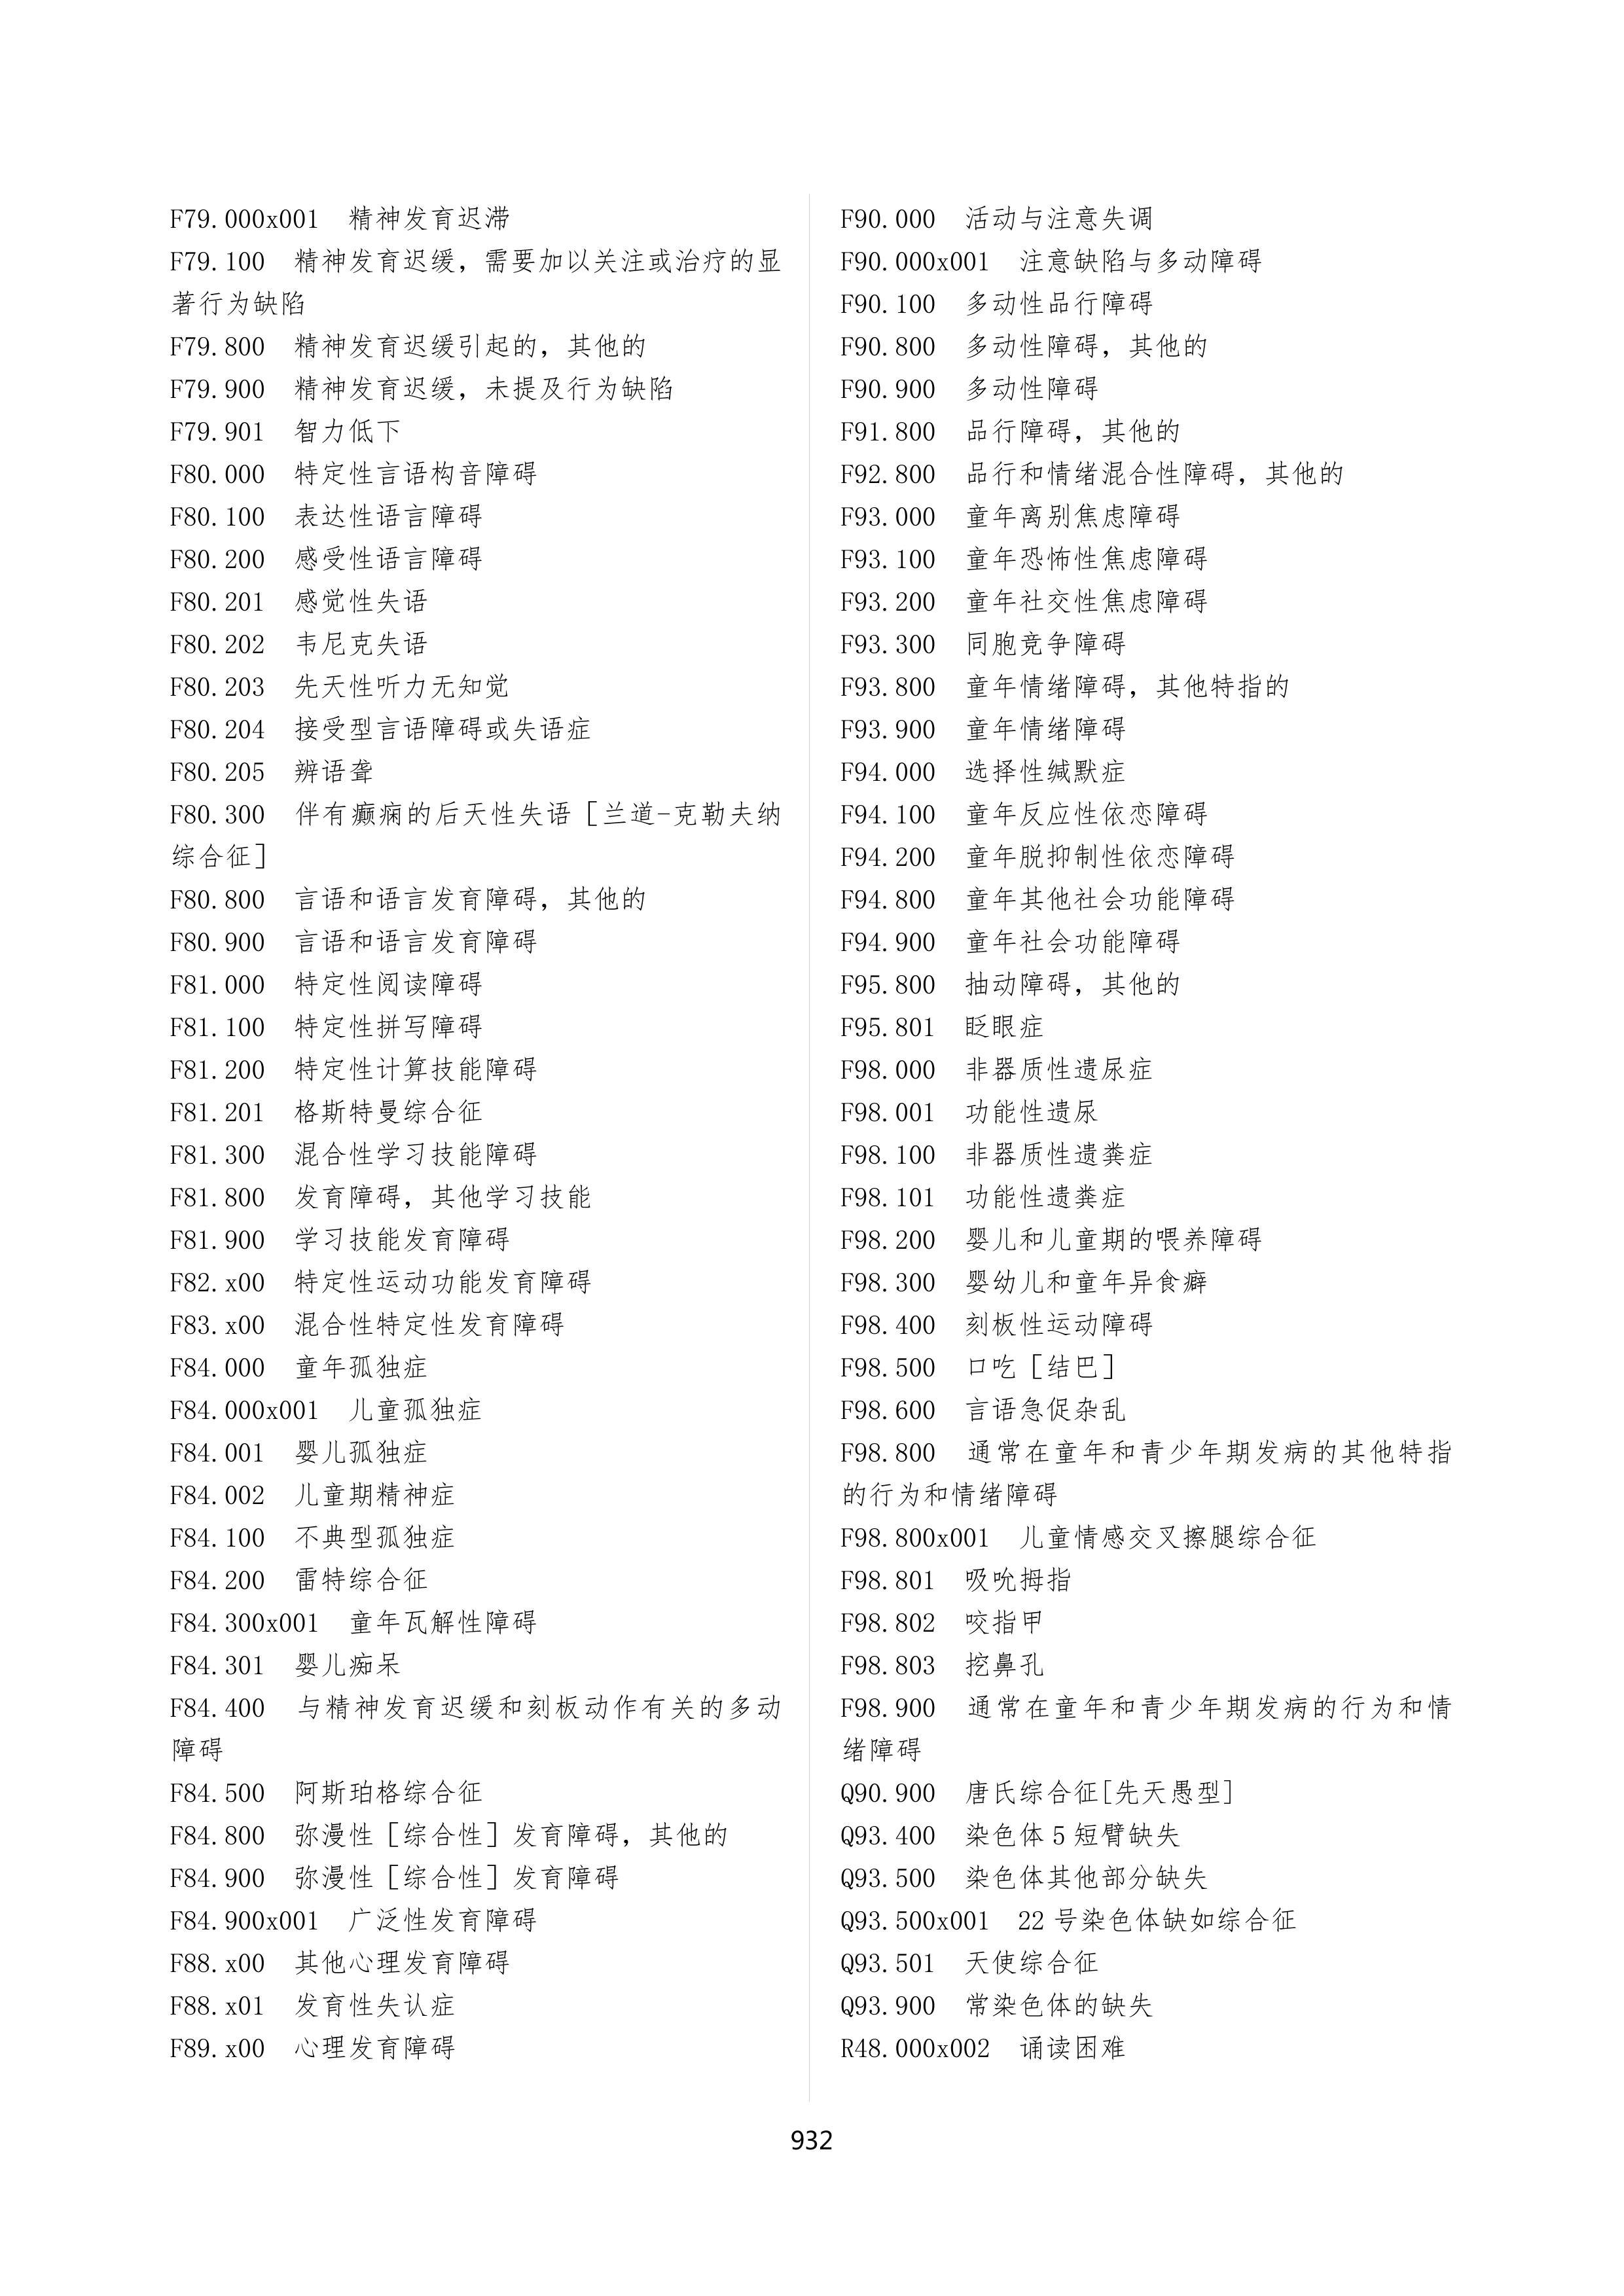 F79.000x001 精神发育迟滞
F79.100 精神发育迟缓，需要加以关注或治疗的显
著行为缺陷
F79.800 精神发育迟缓引起的，其他的
F79.900 精神发育迟缓，未提及行为缺陷
F79.901 智力低下
F80.000 特定性言语构音障碍
F80.100 表达性语言障碍
F80.200 感受性语言障碍
F80.201 感觉性失语
F80.202 韦尼克失语
F80.203 先天性听力无知觉
F80.204 接受型言语障碍或失语症
F80.205 辨语聋
F80.300 伴有癫痫的后天性失语［兰道-克勒夫纳
综合征］
F80.800 言语和语言发育障碍，其他的
F80.900 言语和语言发育障碍
F81.000 特定性阅读障碍
F81.100 特定性拼写障碍
F81.200 特定性计算技能障碍
F81.201 格斯特曼综合征
F81.300 混合性学习技能障碍
F81.800 发育障碍，其他学习技能
F81.900 学习技能发育障碍
F82.x00 特定性运动功能发育障碍
F83.x00 混合性特定性发育障碍
F84.000 童年孤独症
F84.000x001 儿童孤独症
F84.001 婴儿孤独症
F84.002 儿童期精神症
F84.100 不典型孤独症
F84.200 雷特综合征
F84.300x001 童年瓦解性障碍
F84.301 婴儿痴呆
F84.400 与精神发育迟缓和刻板动作有关的多动
障碍
F84.500 阿斯珀格综合征
F84.800 弥漫性［综合性］发育障碍，其他的
F84.900 弥漫性［综合性］发育障碍
F84.900x001 广泛性发育障碍
F88.x00 其他心理发育障碍
F88.x01 发育性失认症
F89.x00 心理发育障碍
F90.000 活动与注意失调
F90.000x001 注意缺陷与多动障碍
F90.100 多动性品行障碍
F90.800 多动性障碍，其他的
F90.900 多动性障碍
F91.800 品行障碍，其他的
F92.800 品行和情绪混合性障碍，其他的
F93.000 童年离别焦虑障碍
F93.100 童年恐怖性焦虑障碍
F93.200 童年社交性焦虑障碍
F93.300 同胞竞争障碍
F93.800 童年情绪障碍，其他特指的
F93.900 童年情绪障碍
F94.000 选择性缄默症
F94.100 童年反应性依恋障碍
F94.200 童年脱抑制性依恋障碍
F94.800 童年其他社会功能障碍
F94.900 童年社会功能障碍
F95.800 抽动障碍，其他的
F95.801 眨眼症
F98.000 非器质性遗尿症
F98.001 功能性遗尿
F98.100 非器质性遗粪症
F98.101 功能性遗粪症
F98.200 婴儿和儿童期的喂养障碍
F98.300 婴幼儿和童年异食癖
F98.400 刻板性运动障碍
F98.500 口吃［结巴］
F98.600 言语急促杂乱
F98.800 通常在童年和青少年期发病的其他特指
的行为和情绪障碍
F98.800x001 儿童情感交叉擦腿综合征
F98.801 吸吮拇指
F98.802 咬指甲
F98.803 挖鼻孔
F98.900 通常在童年和青少年期发病的行为和情
绪障碍
Q90.900 唐氏综合征[先天愚型]
Q93.400 染色体 5 短臂缺失
Q93.500 染色体其他部分缺失
Q93.500x001 22 号染色体缺如综合征
Q93.501 天使综合征
Q93.900 常染色体的缺失
R48.000x002 诵读困难
932